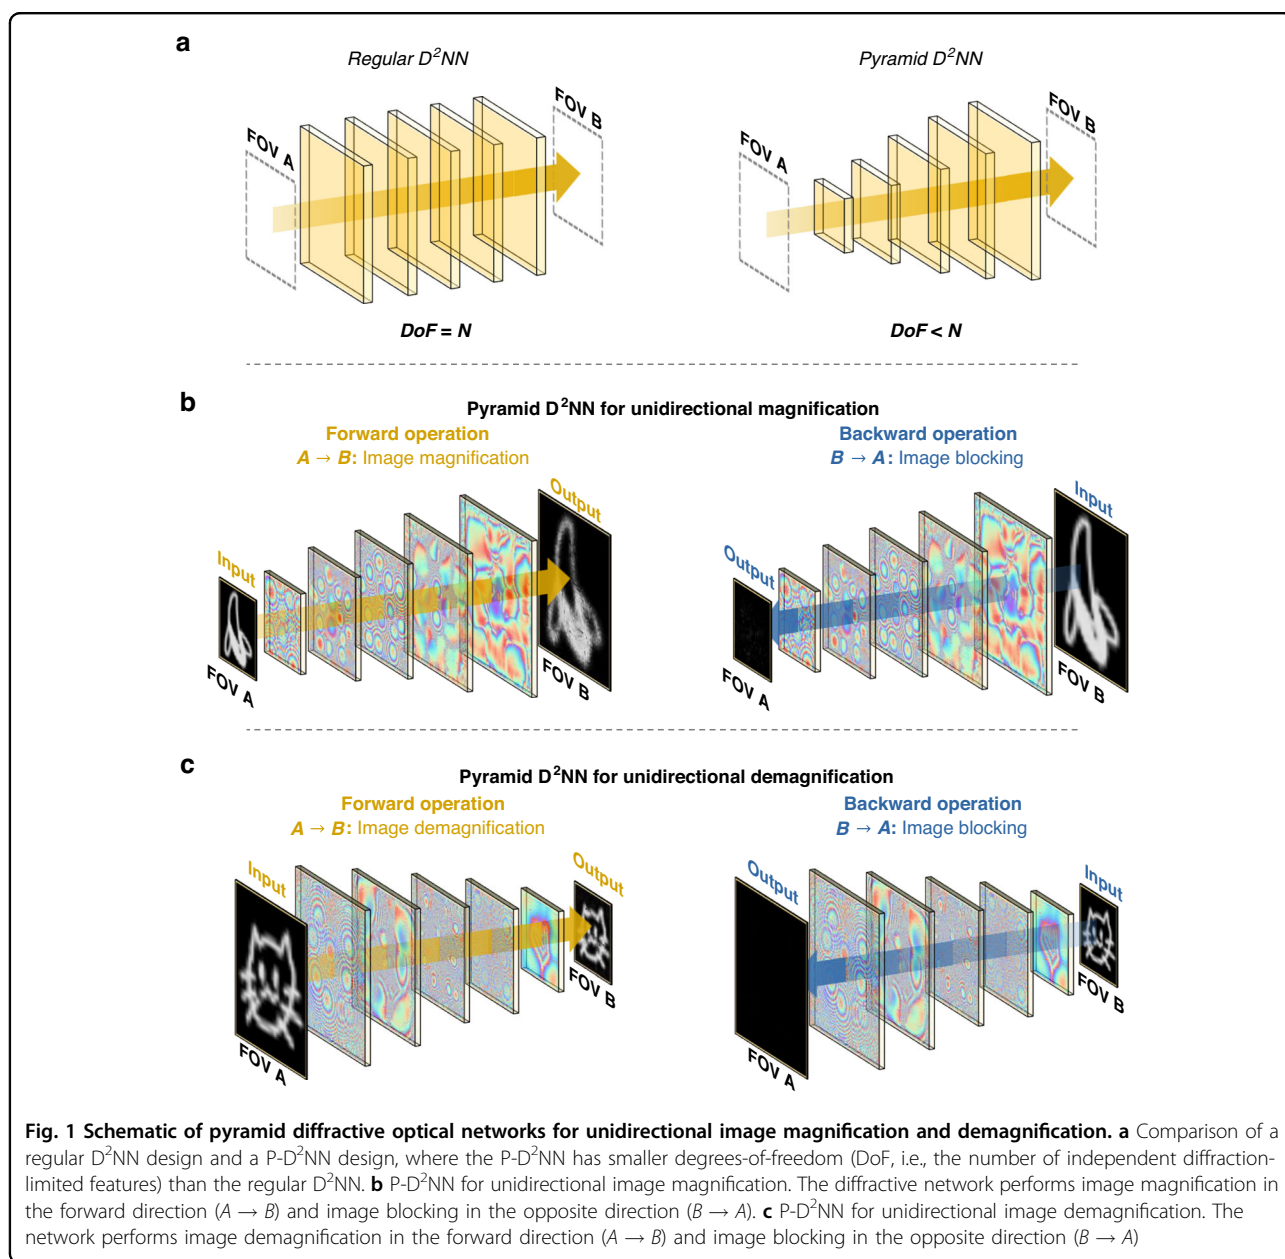 a
Regular D²NN
Pyramid D²NN
FOV A
FOV B
FOV A
FOV B
DoF = N
DoF < N
b
Pyramid D²NN for unidirectional magnification
Forward operation
A → B: Image magnification
Backward operation
B → A: Image blocking
Input
Output
FOV A
FOV B
Output
Input
FOV A
FOV B
c
Pyramid D²NN for unidirectional demagnification
Forward operation
A → B: Image demagnification
Backward operation
B → A: Image blocking
Input
Output
FOV A
FOV B
Output
Input
FOV A
FOV B
Fig. 1 Schematic of pyramid diffractive optical networks for unidirectional image magnification and demagnification. a Comparison of a
regular D²NN design and a P-D²NN design, where the P-D²NN has smaller degrees-of-freedom (DoF, i.e., the number of independent diffraction-
limited features) than the regular D²NN. b P-D²NN for unidirectional image magnification. The diffractive network performs image magnification in
the forward direction (A → B) and image blocking in the opposite direction (B → A). c P-D²NN for unidirectional image demagnification. The
network performs image demagnification in the forward direction (A → B) and image blocking in the opposite direction (B → A)